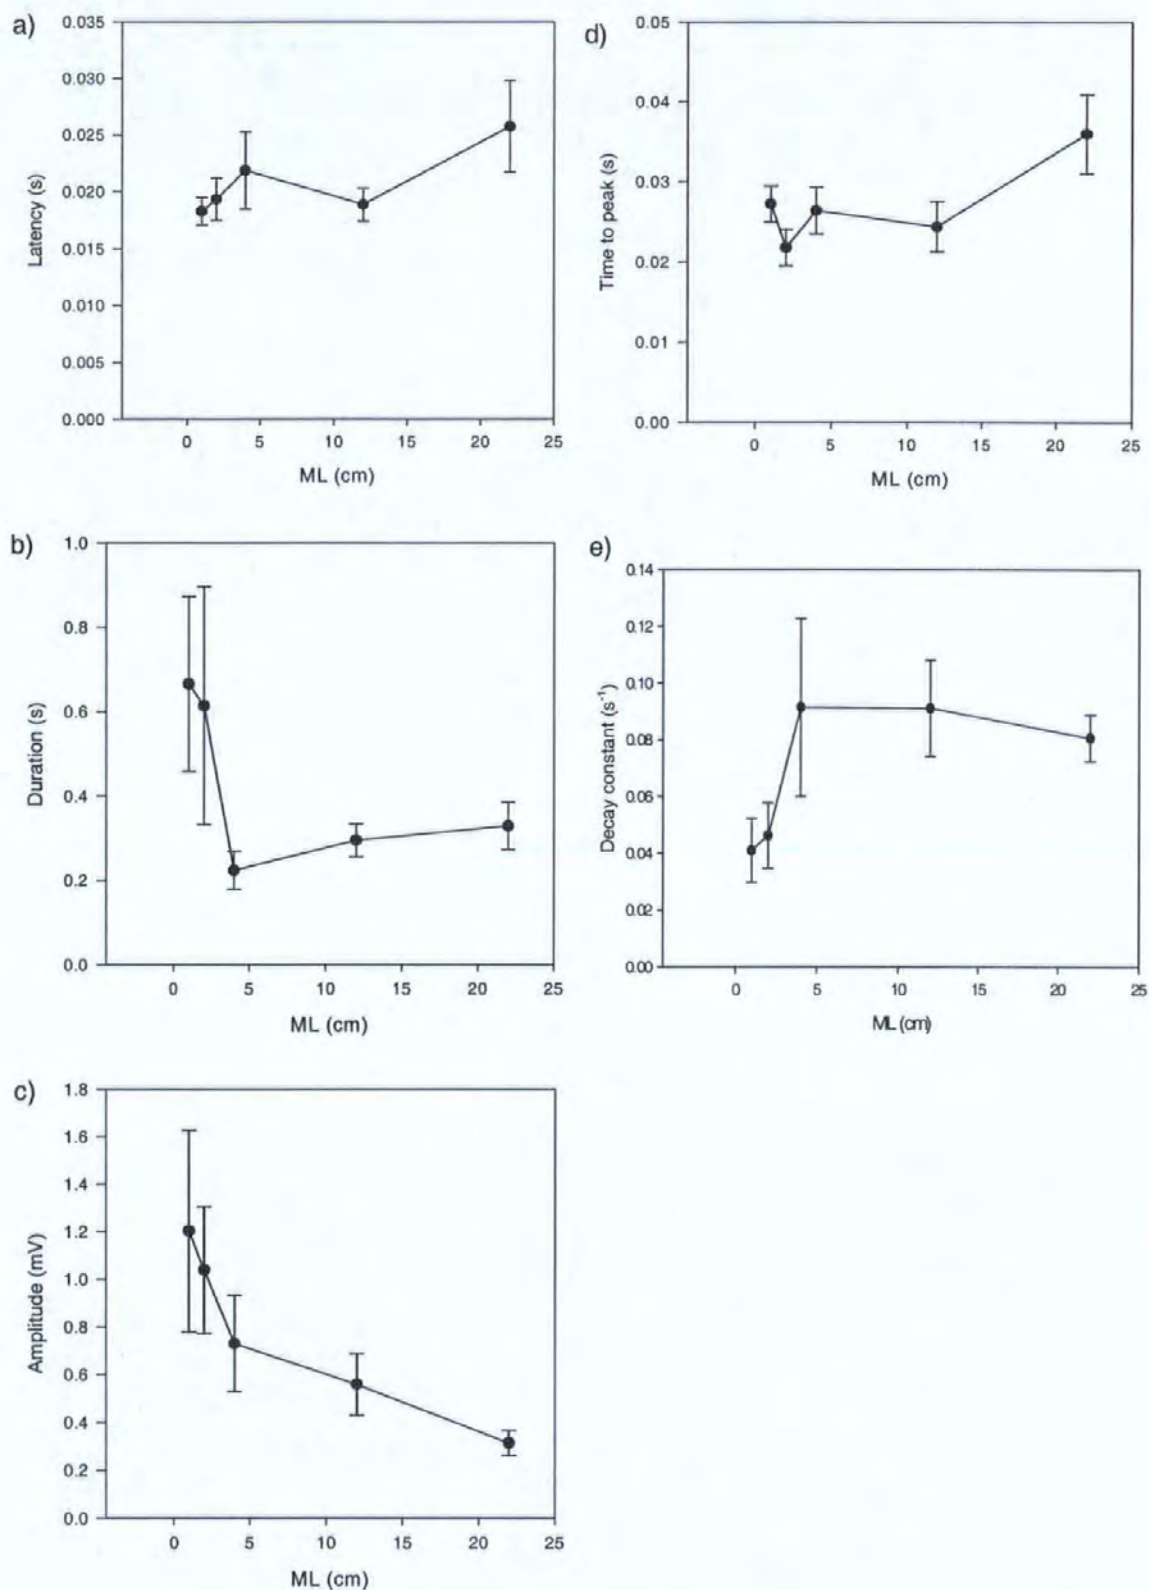 a)
0.035
0.030
0.025
0.020
0.015
0.010
0.005
0.000
Latency (s)
0 5 10 15 20 25
ML (cm)
d)
0.05
0.04
0.03
0.02
0.01
0.00
Time to peak (s)
0 5 10 15 20 25
ML (cm)
b)
1.0
0.8
0.6
0.4
0.2
0.0
Duration (s)
0 5 10 15 20 25
ML (cm)
e)
0.14
0.12
0.10
0.08
0.06
0.04
0.02
0.00
Decay constant (s⁻¹)
0 5 10 15 20 25
ML (cm)
c)
1.8
1.6
1.4
1.2
1.0
0.8
0.6
0.4
0.2
0.0
Amplitude (mV)
0 5 10 15 20 25
ML (cm)